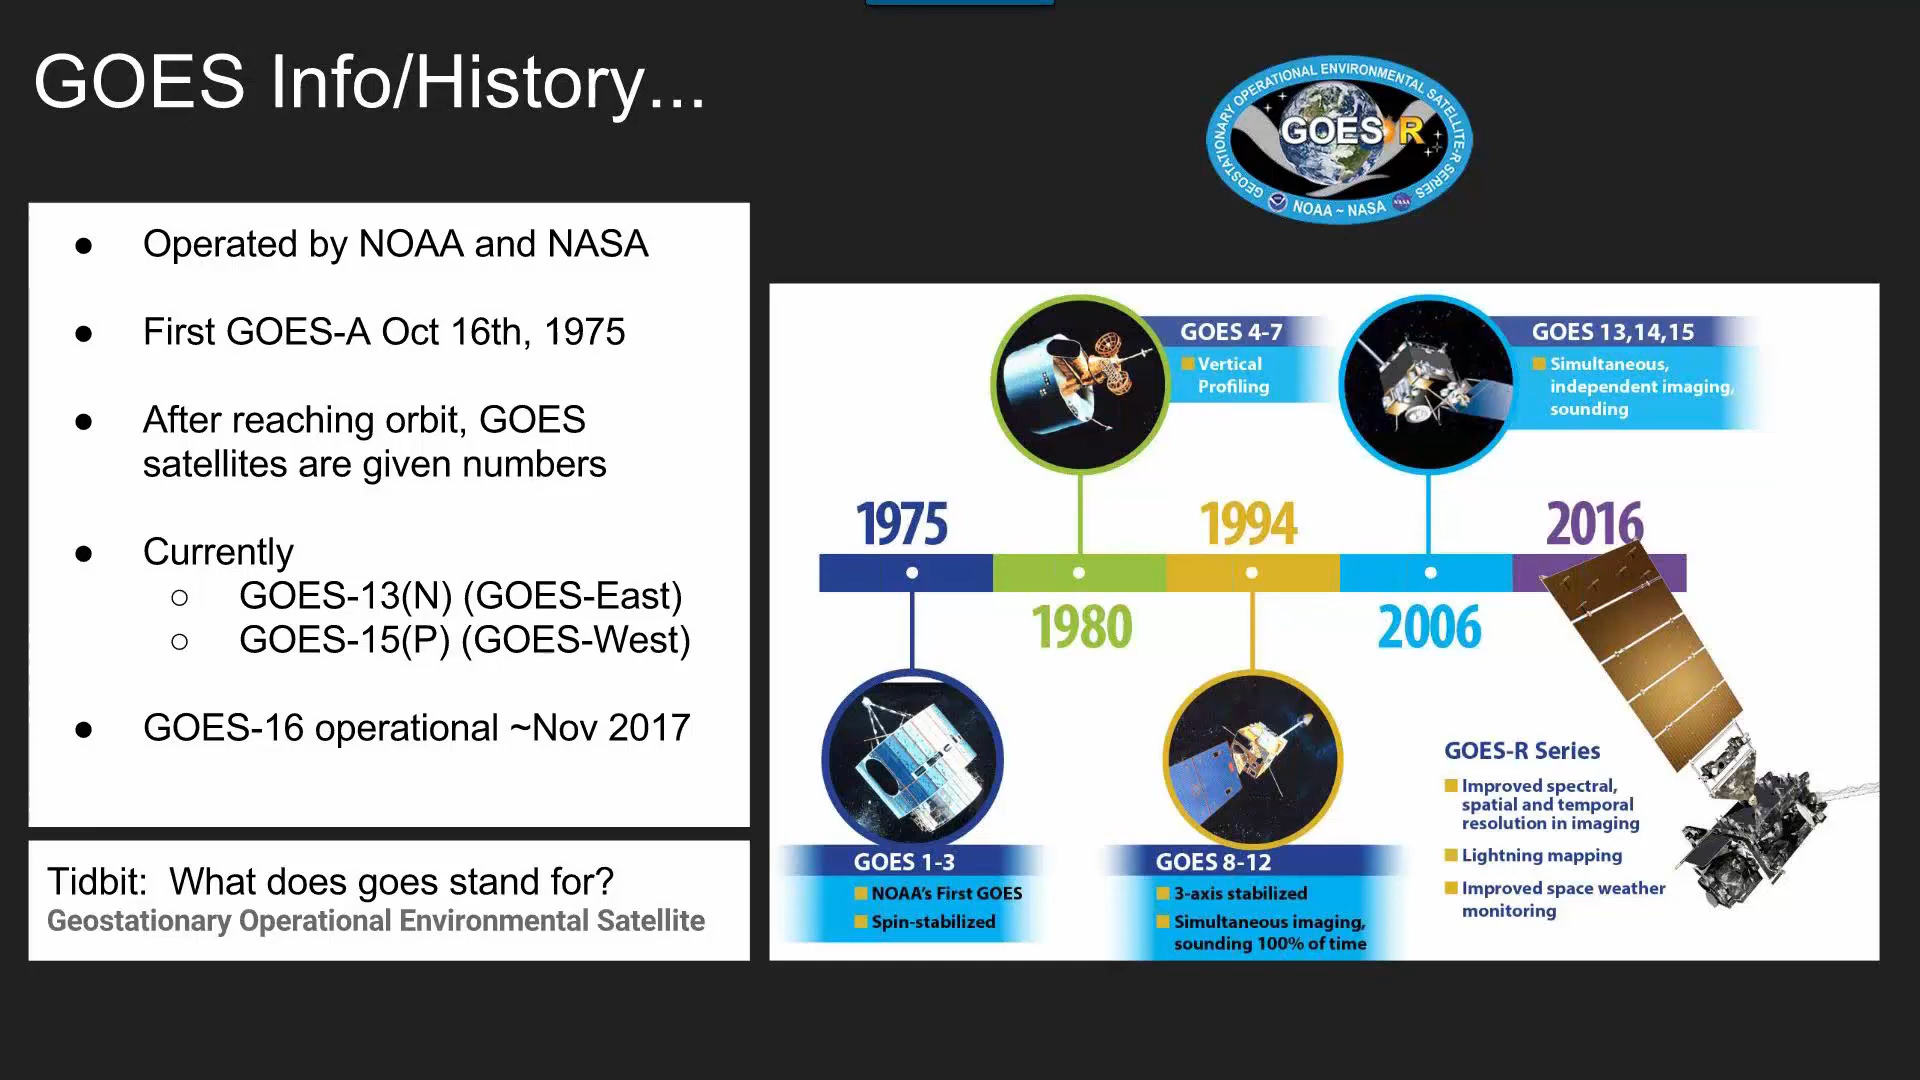 GOES Info/History...
GEOSTATIONARY OPERATIONAL ENVIRONMENTAL SATELLITE-R SERIES
GOES R
NOAA ~ NASA
NASA
● Operated by NOAA and NASA
● First GOES-A Oct 16th, 1975
● After reaching orbit, GOES
satellites are given numbers
● Currently
○ GOES-13(N) (GOES-East)
○ GOES-15(P) (GOES-West)
● GOES-16 operational ~Nov 2017
Tidbit:  What does goes stand for?
Geostationary Operational Environmental Satellite
GOES 4-7
Vertical
Profiling
GOES 13,14,15
Simultaneous,
independent imaging,
sounding
1975
1980
1994
2006
2016
GOES 1-3
NOAA's First GOES
Spin-stabilized
GOES 8-12
3-axis stabilized
Simultaneous imaging,
sounding 100% of time
GOES-R Series
Improved spectral,
spatial and temporal
resolution in imaging
Lightning mapping
Improved space weather
monitoring